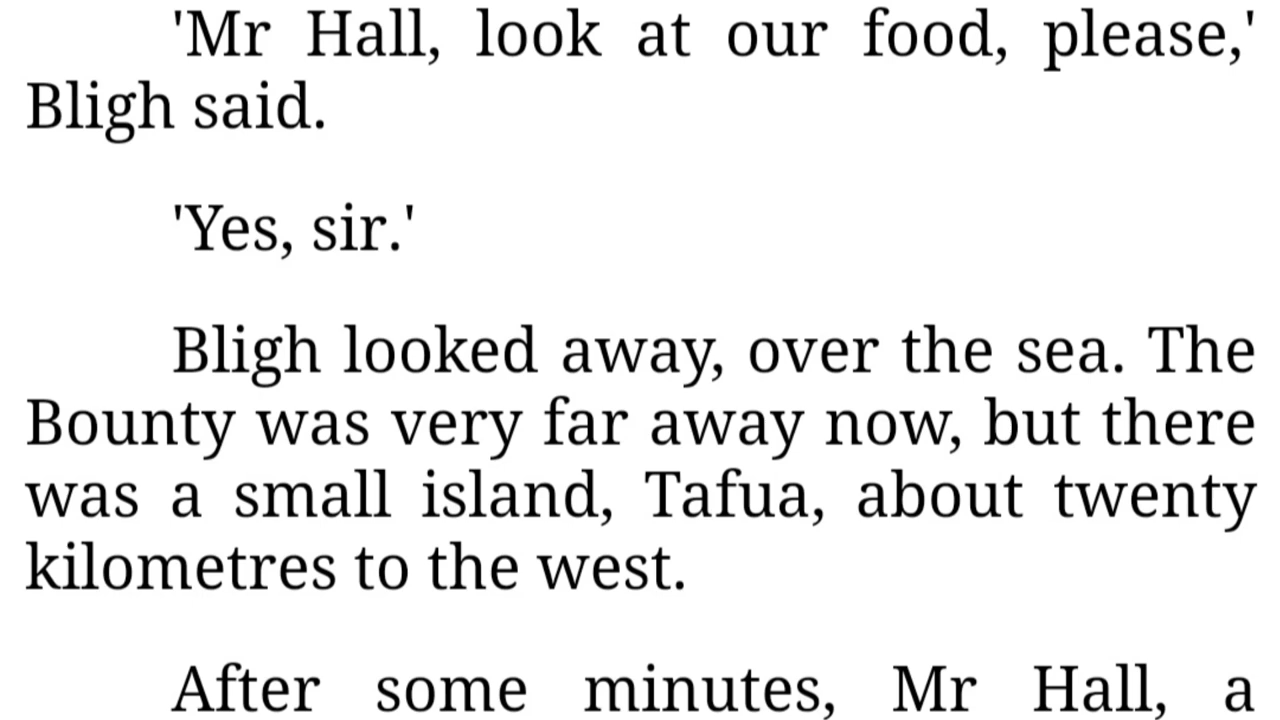 'Mr Hall, look at our food, please,'
Bligh said.
'Yes, sir.'
Bligh looked away, over the sea. The
Bounty was very far away now, but there
was a small island, Tafua, about twenty
kilometres to the west.
After some minutes, Mr Hall, a